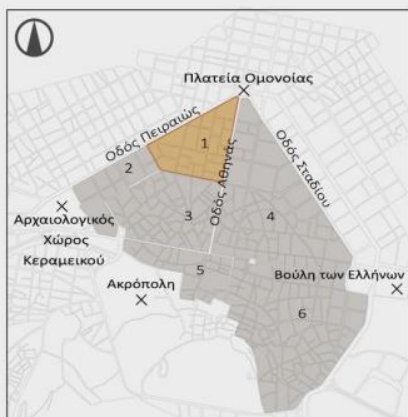 Πλατεία Ομονοίας
Οδός Πειραιώς
1
Οδός Σταδίου
2
Οδός Αθηνάς
Αρχαιολογικός
Χώρος
Κεραμεικού
3
4
Ακρόπολη
5
Βούλη των Ελλήνων
6